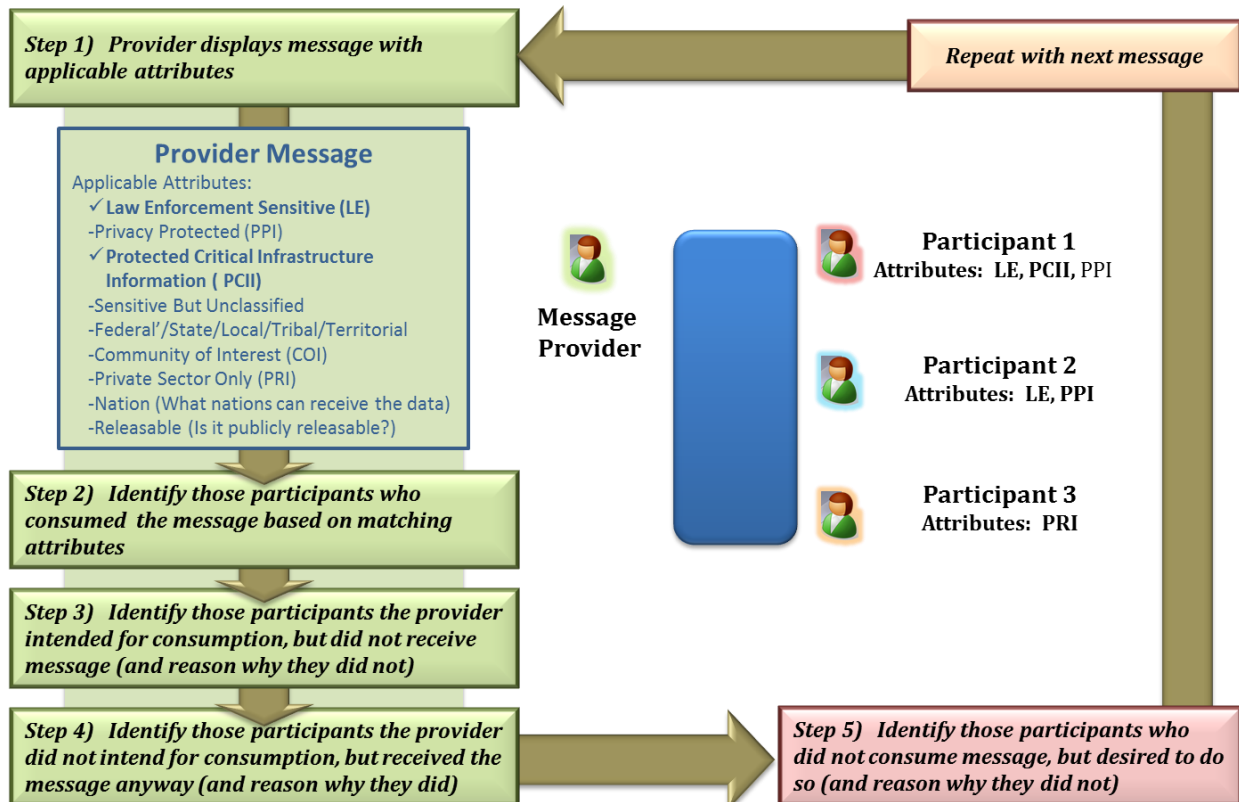 Step 1) Provider displays message with
applicable attributes
Repeat with next message
Provider Message
Applicable Attributes:
✓Law Enforcement Sensitive (LE)
-Privacy Protected (PPI)
✓Protected Critical Infrastructure
Information ( PCII)
-Sensitive But Unclassified
-Federal’/State/Local/Tribal/Territorial
-Community of Interest (COI)
-Private Sector Only (PRI)
-Nation (What nations can receive the data)
-Releasable (Is it publicly releasable?)
Message
Provider
Participant 1
Attributes: LE, PCII, PPI
Participant 2
Attributes: LE, PPI
Participant 3
Attributes: PRI
Step 2) Identify those participants who
consumed the message based on matching
attributes
Step 3) Identify those participants the provider
intended for consumption, but did not receive
message (and reason why they did not)
Step 4) Identify those participants the provider
did not intend for consumption, but received the
message anyway (and reason why they did)
Step 5) Identify those participants who
did not consume message, but desired to do
so (and reason why they did not)